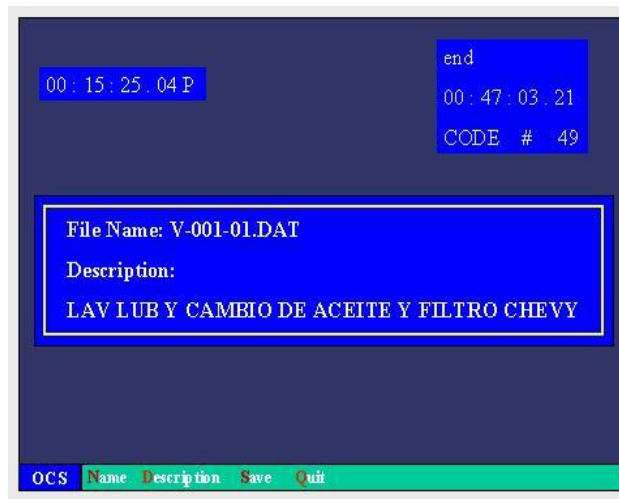 00 : 15 : 25 . 04 P
end
00 : 47 : 03 . 21
CODE # 49
File Name: V-001-01.DAT
Description:
LAV LUB Y CAMBIO DE ACEITE Y FILTRO CHEVY
OCS Name Description Save Quit